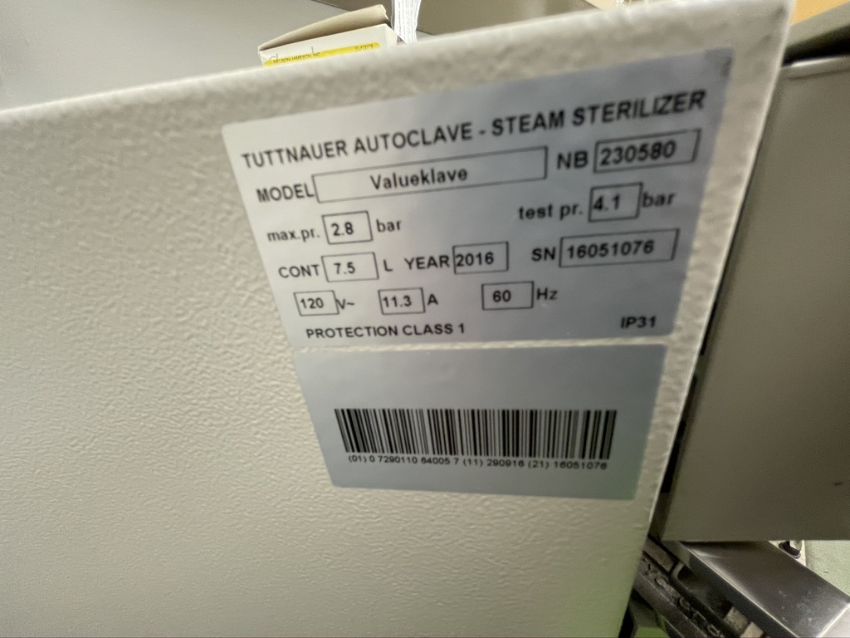 TUTTNAUER AUTOCLAVE - STEAM STERILIZER
MODEL Valueklave NB 230580
max.pr. 2.8 bar test pr. 4.1 bar
CONT 7.5 L YEAR 2016 SN 16051076
120 V~ 11.3 A 60 Hz
PROTECTION CLASS 1 IP31
(01) 0 7290110 64005 7 (11) 290916 (21) 16051076